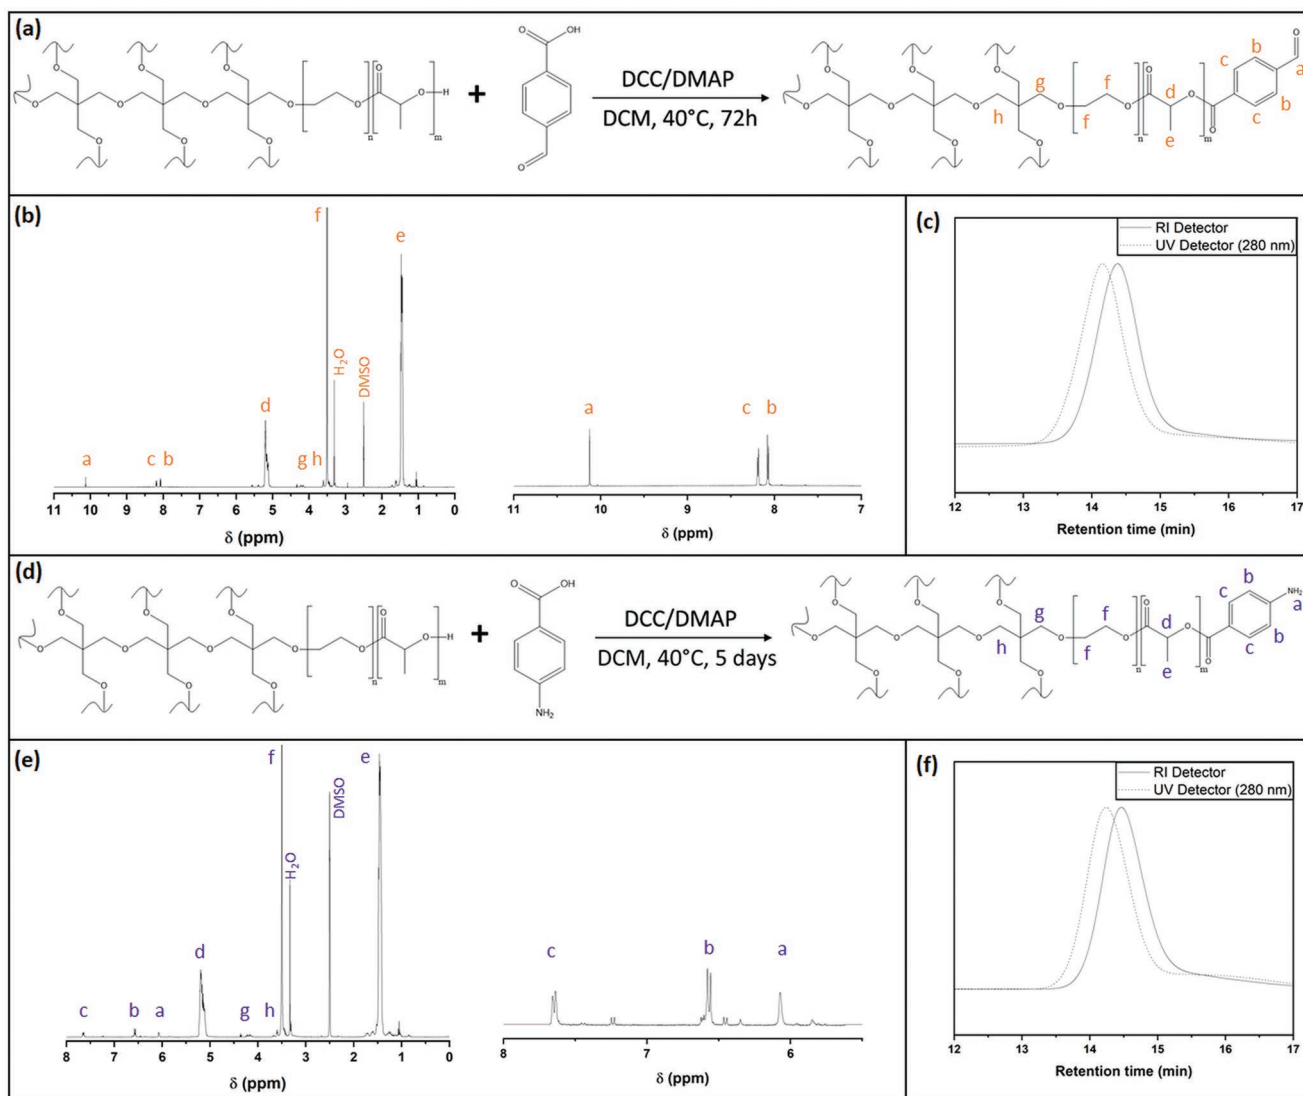 (a)
O
O
O
O
O
O
O
O
O
O
O
O
H
n
m
+
O
OH
O
DCC/DMAP
DCM, 40°C, 72h
O
O
O
O
O
O
O
O
O
O
O
O
O
O
n
m
h
g
f
f
d
e
c
c
b
b
a
(b)
f
e
H₂O
DMSO
d
a
c
b
g
h
11 10 9 8 7 6 5 4 3 2 1 0
δ (ppm)
a
c
b
11 10 9 8 7
δ (ppm)
(c)
RI Detector
UV Detector (280 nm)
12 13 14 15 16 17
Retention time (min)
(d)
O
O
O
O
O
O
O
O
O
O
O
O
H
n
m
+
O
OH
NH₂
DCC/DMAP
DCM, 40°C, 5 days
O
O
O
O
O
O
O
O
O
O
O
O
O
NH₂
n
m
h
g
f
f
d
e
c
c
b
b
a
(e)
f
e
DMSO
H₂O
d
c
b
a
g
h
8 7 6 5 4 3 2 1 0
δ (ppm)
c
b
a
8 7 6
δ (ppm)
(f)
RI Detector
UV Detector (280 nm)
12 13 14 15 16 17
Retention time (min)